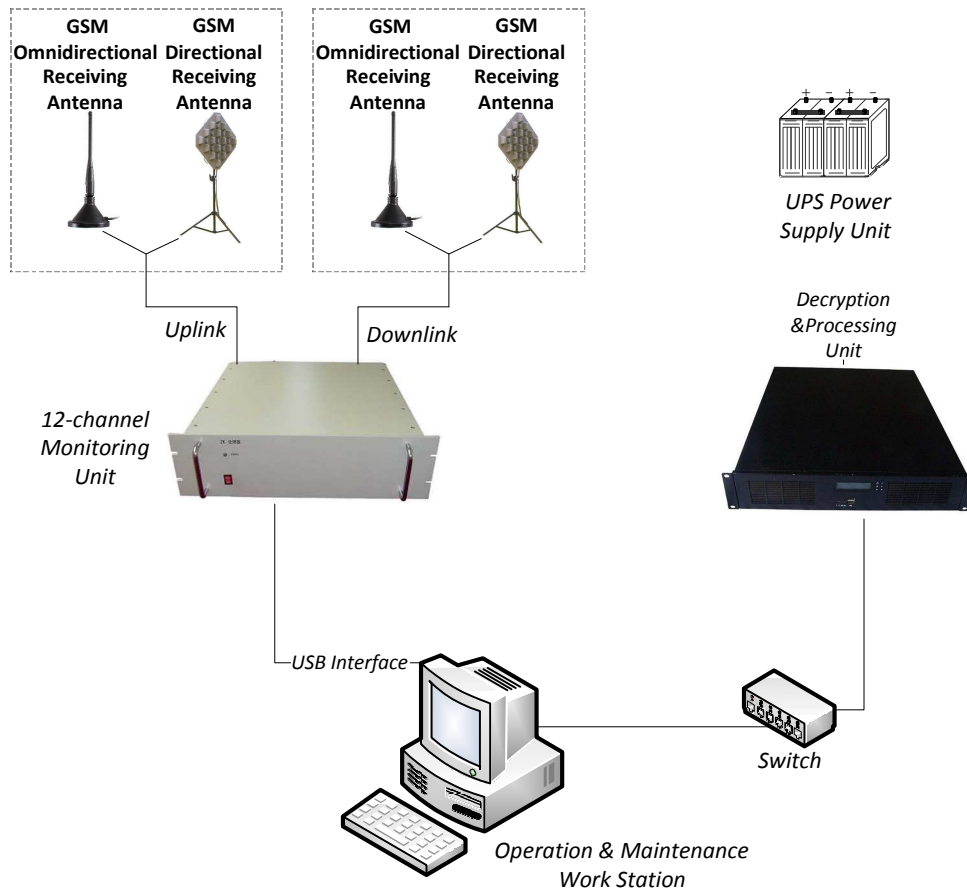 GSM
Omnidirectional
Receiving
Antenna
GSM
Directional
Receiving
Antenna
GSM
Omnidirectional
Receiving
Antenna
GSM
Directional
Receiving
Antenna
+ - + -
UPS Power
Supply Unit
Uplink
Downlink
Decryption
&Processing
Unit
12-channel
Monitoring
Unit
USB Interface
Switch
Operation & Maintenance
Work Station